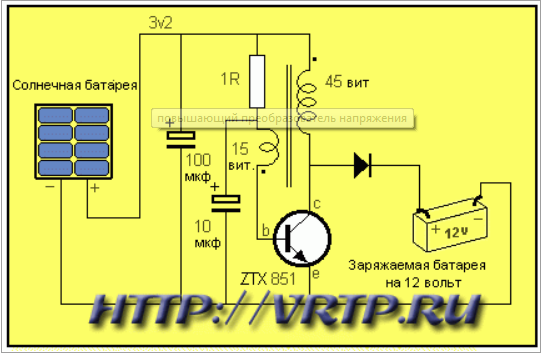 3v2
Солнечная батарея
1R
45 вит
повышающий преобразователь напряжения
+
100
мкф
15
вит.
− +
+
10
мкф
b
c
e
ZTX 851
+ −
12v
Заряжаемая батарея
на 12 вольт
HTTP://VRTP.RU